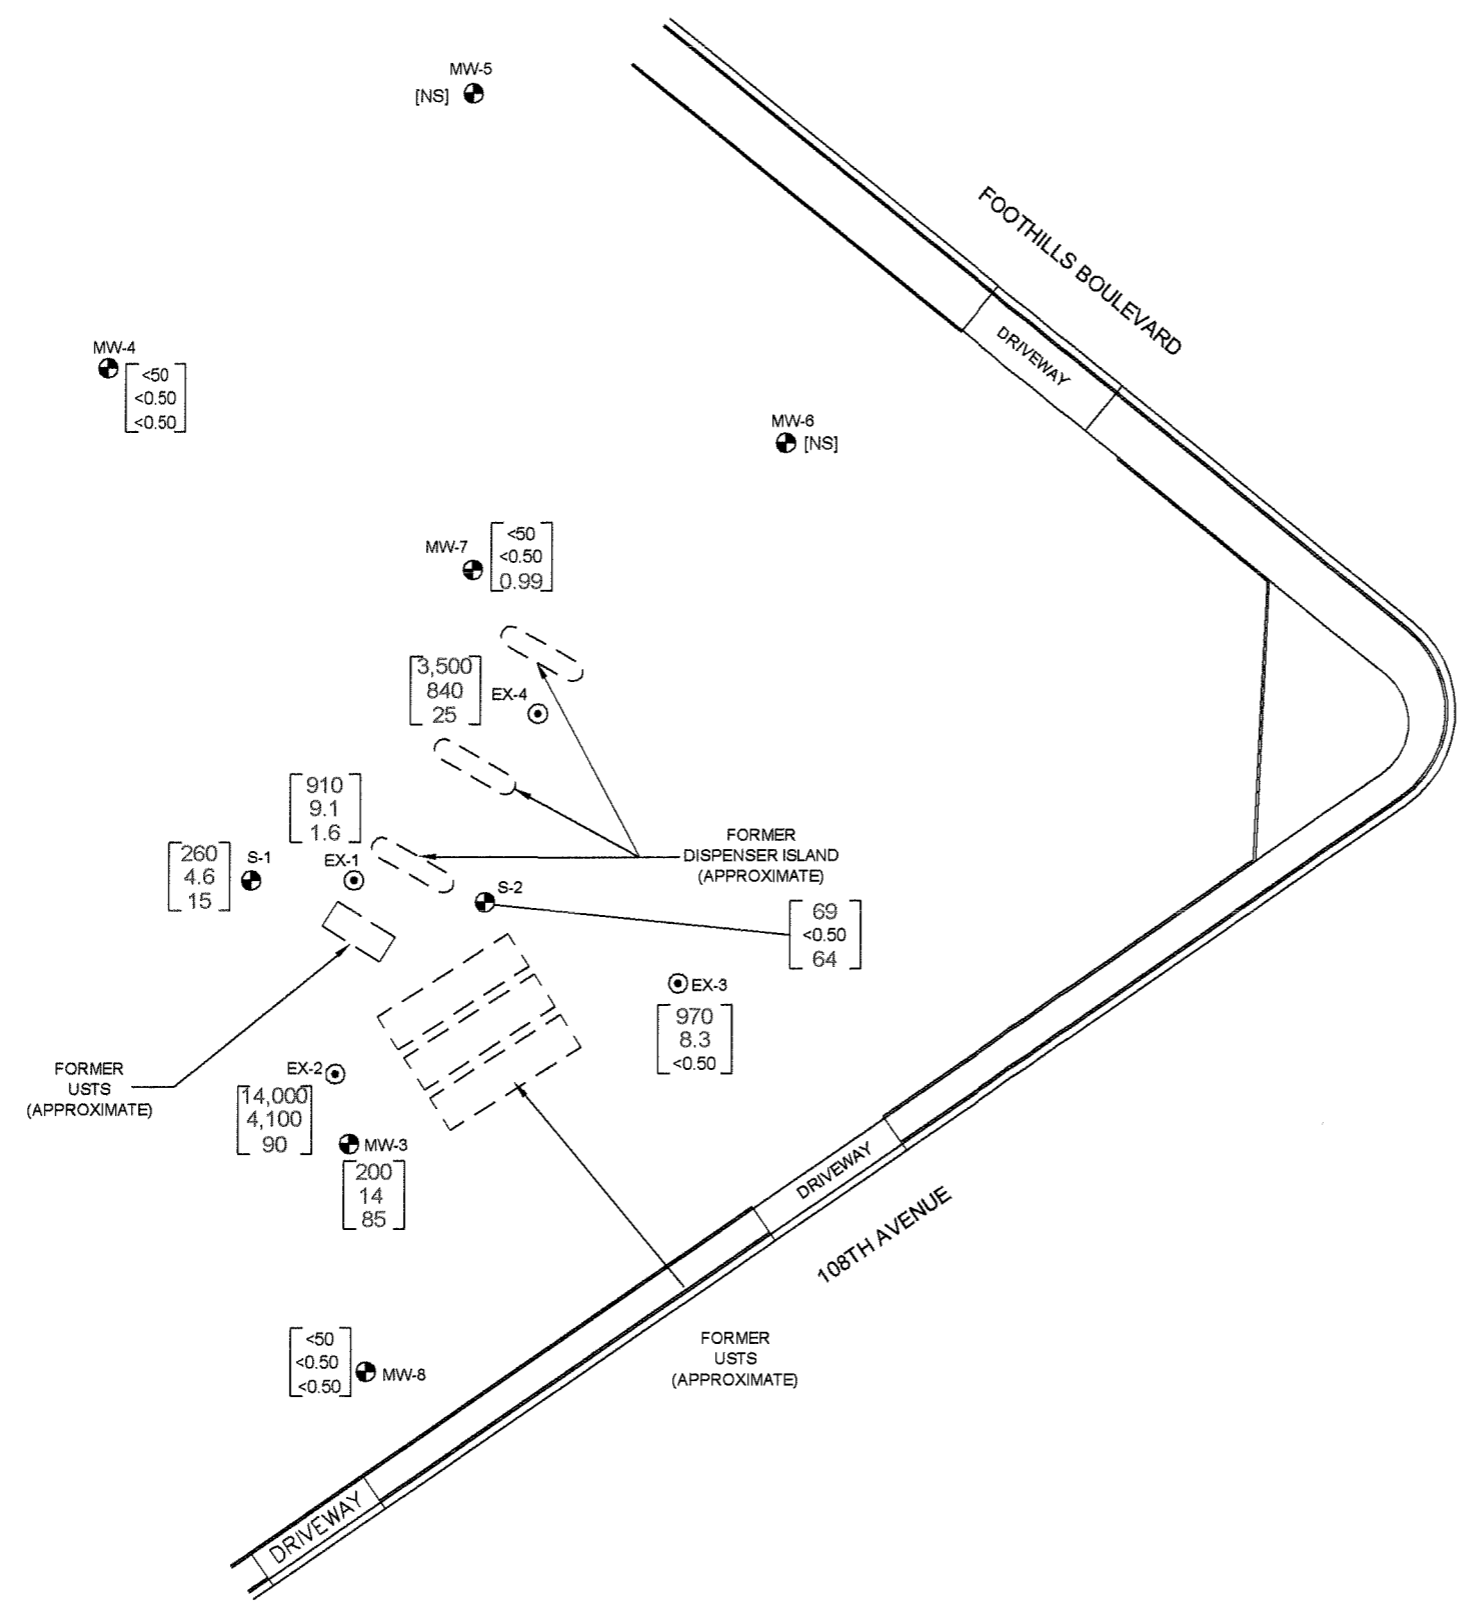 MW-5
[NS]
FOOTHILLS BOULEVARD
DRIVEWAY
MW-4
<50
<0.50
<0.50
MW-6
[NS]
MW-7
<50
<0.50
0.99
3,500
840
25
EX-4
910
9.1
1.6
EX-1
260
4.6
15
S-1
FORMER
DISPENSER ISLAND
(APPROXIMATE)
S-2
69
<0.50
64
EX-3
970
8.3
<0.50
FORMER
USTS
(APPROXIMATE)
EX-2
14,000
4,100
90
MW-3
200
14
85
DRIVEWAY
108TH AVENUE
FORMER
USTS
(APPROXIMATE)
<50
<0.50
<0.50
MW-8
DRIVEWAY